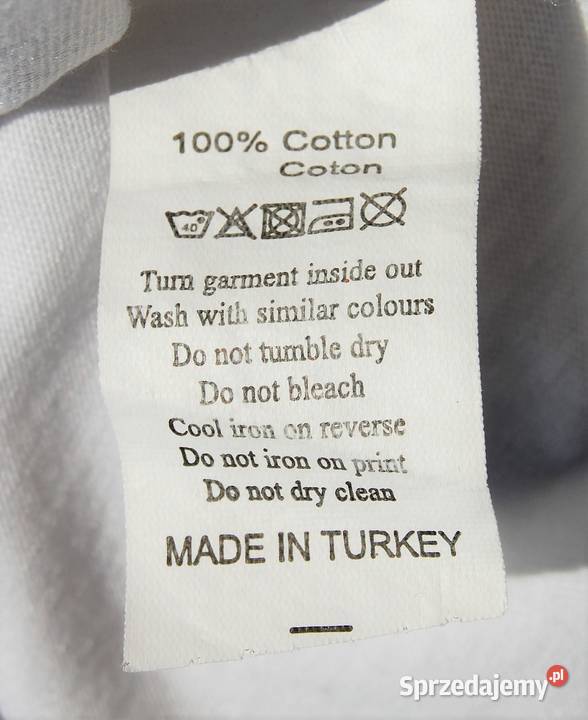 100% Cotton
Coton
40°
Turn garment inside out
Wash with similar colours
Do not tumble dry
Do not bleach
Cool iron on reverse
Do not iron on print
Do not dry clean
MADE IN TURKEY
Sprzedajemy.pl